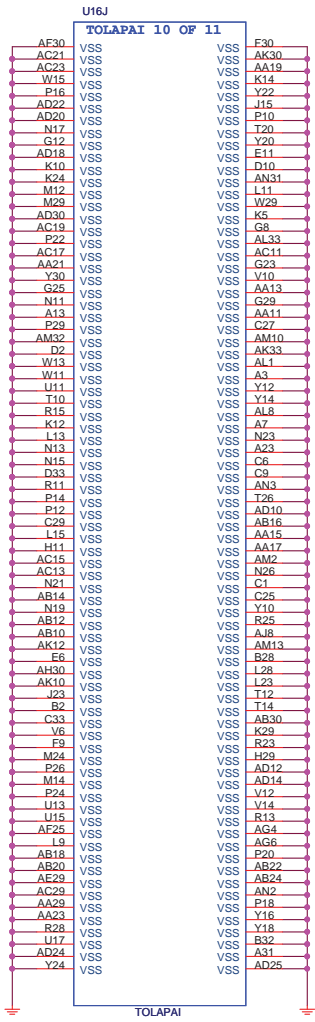 U16J
TOLAPAI 10 OF 11
AF30 VSS VSS F30
AC21 VSS VSS AK30
AC23 VSS VSS AA19
W15 VSS VSS K14
P16 VSS VSS Y22
AD22 VSS VSS J15
AD20 VSS VSS P10
N17 VSS VSS T20
G12 VSS VSS Y20
AD18 VSS VSS E11
K10 VSS VSS D10
K24 VSS VSS AN31
M12 VSS VSS L11
M29 VSS VSS W29
AD30 VSS VSS K5
AC19 VSS VSS G8
P22 VSS VSS AL33
AC17 VSS VSS AC11
AA21 VSS VSS G23
Y30 VSS VSS V10
G25 VSS VSS AA13
N11 VSS VSS G29
A13 VSS VSS AA11
P29 VSS VSS C27
AM32 VSS VSS AM10
D2 VSS VSS AK33
W13 VSS VSS AL1
W11 VSS VSS A3
U11 VSS VSS Y12
T10 VSS VSS Y14
R15 VSS VSS AL8
K12 VSS VSS A7
L13 VSS VSS N23
N13 VSS VSS A23
N15 VSS VSS C6
D33 VSS VSS C9
R11 VSS VSS AN3
P14 VSS VSS T26
P12 VSS VSS AD10
C29 VSS VSS AB16
L15 VSS VSS AA15
H11 VSS VSS AA17
AC15 VSS VSS AM2
AC13 VSS VSS N26
N21 VSS VSS C1
AB14 VSS VSS C25
N19 VSS VSS Y10
AB12 VSS VSS R25
AB10 VSS VSS AJ8
AK12 VSS VSS AM13
E6 VSS VSS B28
AH30 VSS VSS L28
AK10 VSS VSS L23
J23 VSS VSS T12
B2 VSS VSS T14
C33 VSS VSS AB30
V6 VSS VSS K29
F9 VSS VSS R23
M24 VSS VSS H29
P26 VSS VSS AD12
M14 VSS VSS AD14
P24 VSS VSS V12
U13 VSS VSS V14
U15 VSS VSS R13
AF25 VSS VSS AG4
L9 VSS VSS AG6
AB18 VSS VSS P20
AB20 VSS VSS AB22
AE29 VSS VSS AB24
AC29 VSS VSS AN2
AA29 VSS VSS P18
AA23 VSS VSS Y16
R28 VSS VSS Y18
U17 VSS VSS B32
AD24 VSS VSS A31
Y24 VSS VSS AD25
TOLAPAI